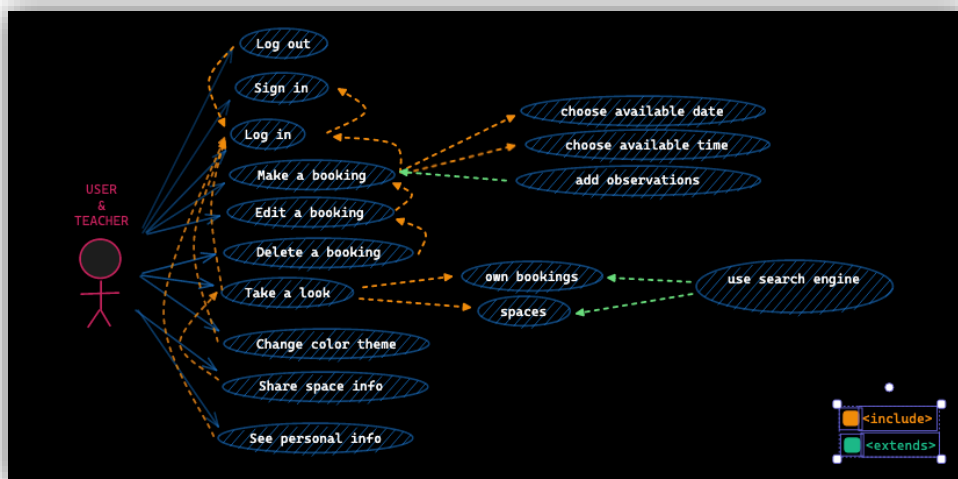 Log out
Sign in
Log in
choose available date
choose available time
Make a booking
add observations
USER
&
TEACHER
Edit a booking
Delete a booking
Take a look
own bookings
use search engine
spaces
Change color theme
Share space info
See personal info
<include>
<extends>